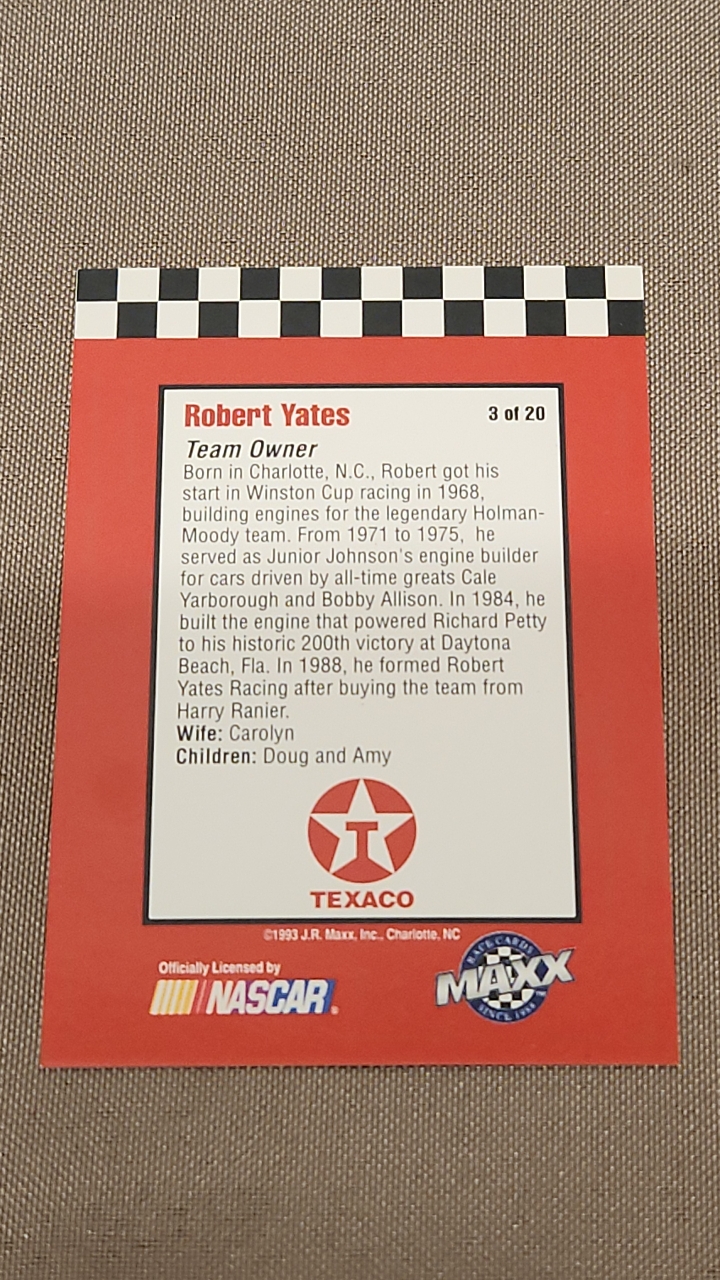 Robert Yates
3 of 20
Team Owner
Born in Charlotte, N.C., Robert got his
start in Winston Cup racing in 1968,
building engines for the legendary Holman-
Moody team. From 1971 to 1975, he
served as Junior Johnson's engine builder
for cars driven by all-time greats Cale
Yarborough and Bobby Allison. In 1984, he
built the engine that powered Richard Petty
to his historic 200th victory at Daytona
Beach, Fla. In 1988, he formed Robert
Yates Racing after buying the team from
Harry Ranier.
Wife: Carolyn
Children: Doug and Amy
T
TEXACO
©1993 J.R. Maxx, Inc., Charlotte, NC
Officially Licensed by
NASCAR
RACE CARDS
MAXX
SINCE 1988